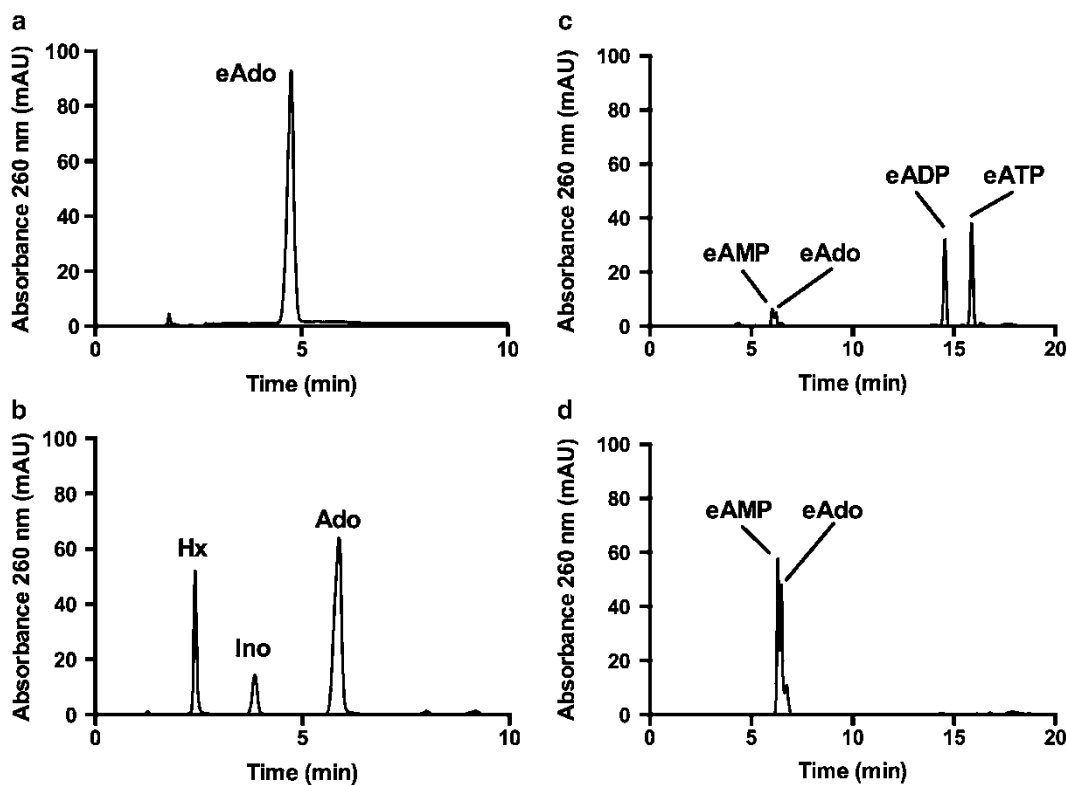 a
Absorbance 260 nm (mAU)
100
80
60
40
20
0
eAdo
0 5 10
Time (min)
b
Absorbance 260 nm (mAU)
100
80
60
40
20
0
Hx
Ino
Ado
0 5 10
Time (min)
c
Absorbance 260 nm (mAU)
100
80
60
40
20
0
eADP eATP
eAMP eAdo
0 5 10 15 20
Time (min)
d
Absorbance 260 nm (mAU)
100
80
60
40
20
0
eAMP eAdo
0 5 10 15 20
Time (min)